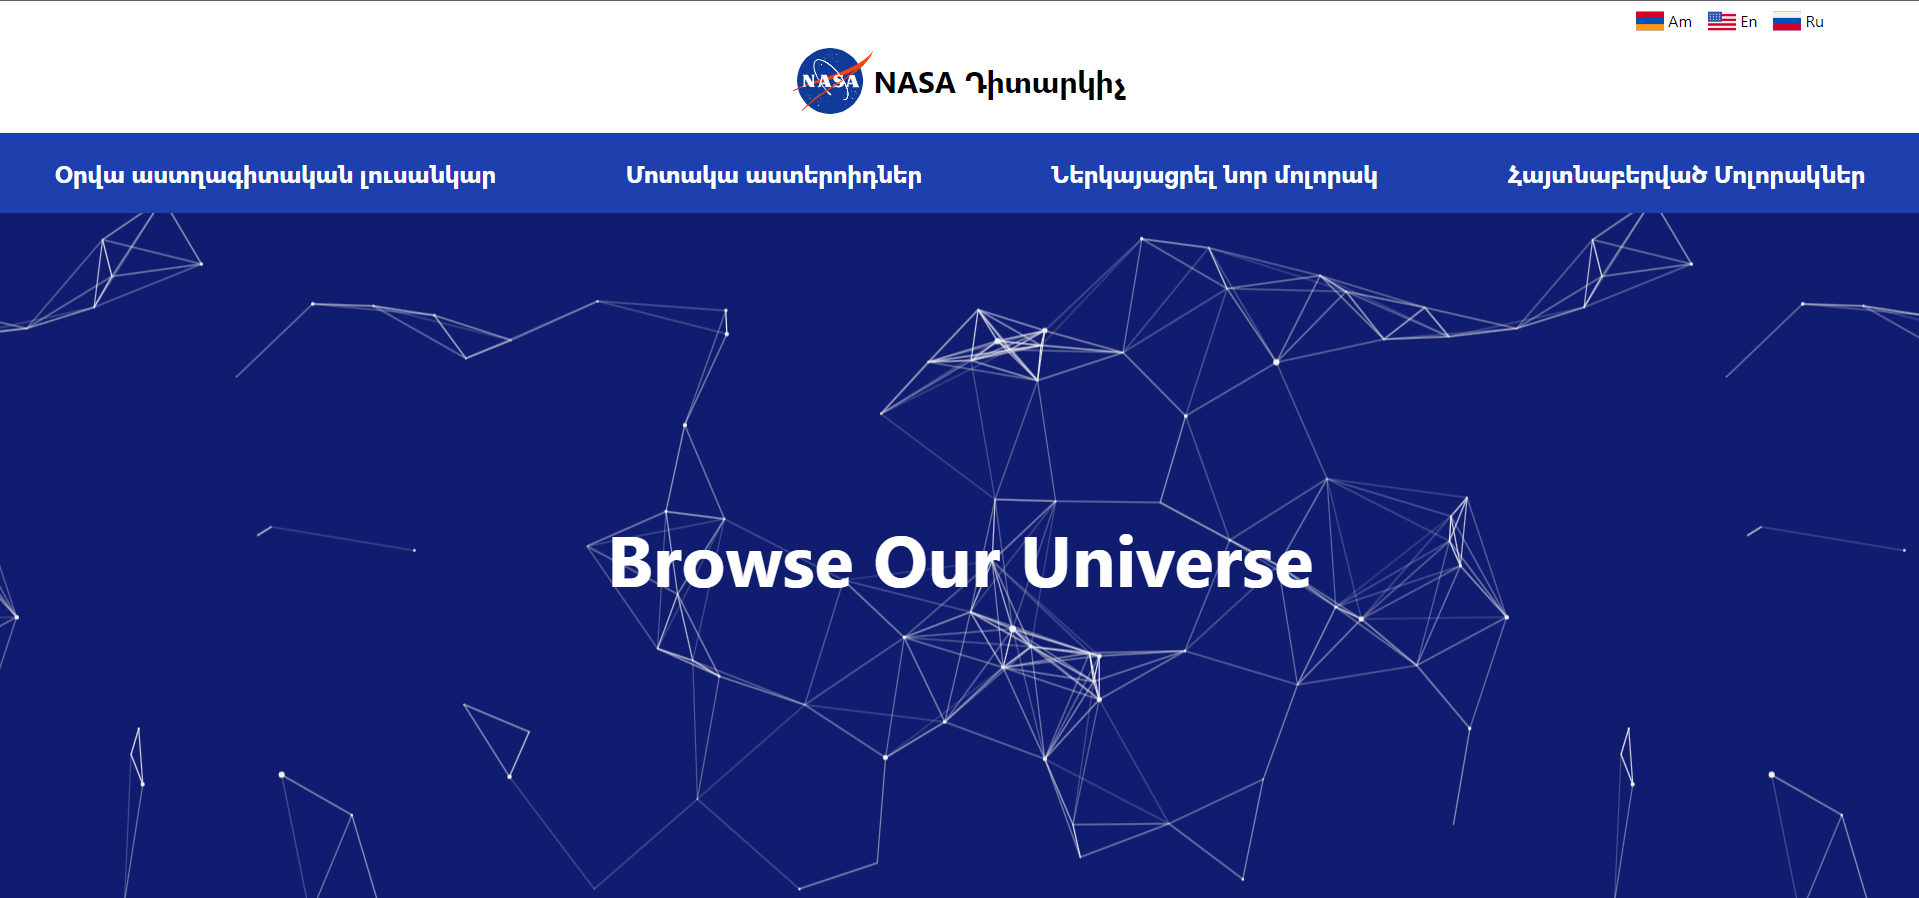 Am En Ru
NASA NASA Դիտարկիչ
Օրվա աստղագիտական լուսանկար Մոտակա աստերոիդներ Ներկայացրել նոր մոլորակ Հայտնաբերված Մոլորակներ
Browse Our Universe